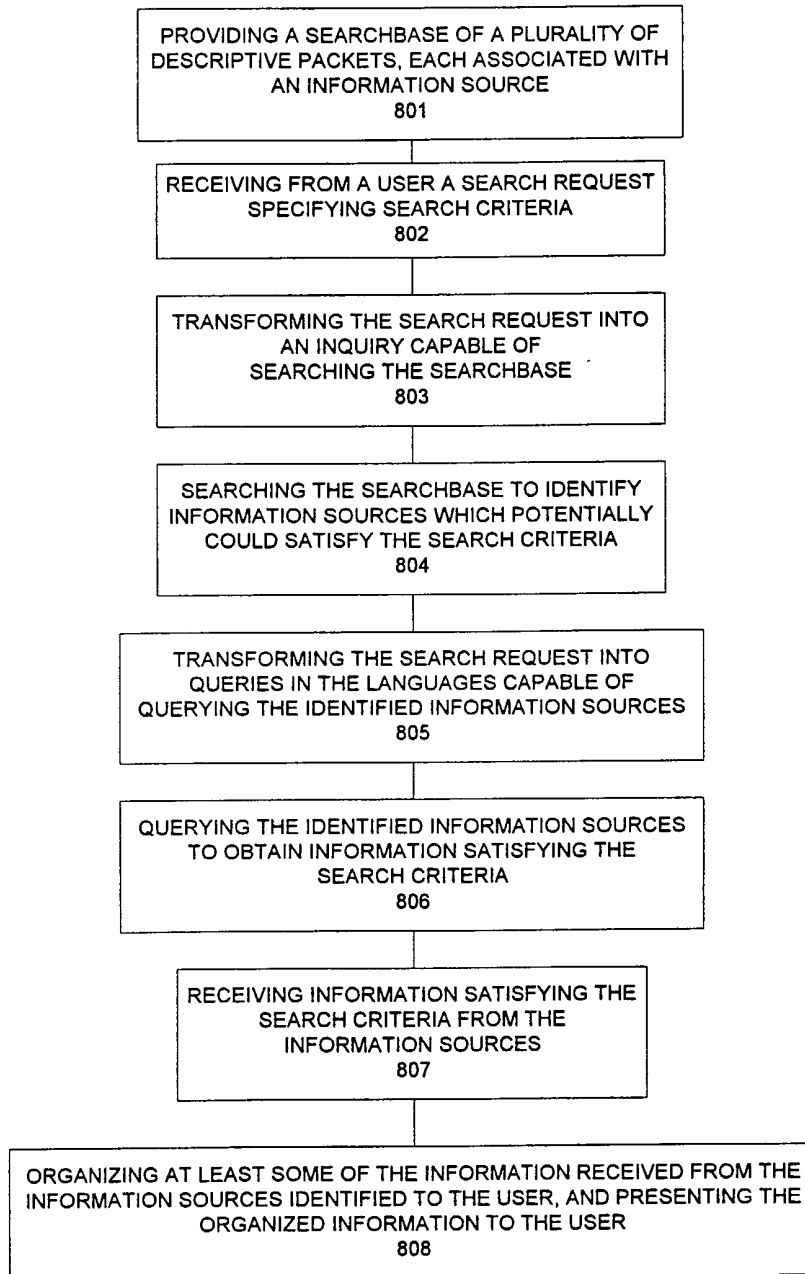 PROVIDING A SEARCHBASE OF A PLURALITY OF
DESCRIPTIVE PACKETS, EACH ASSOCIATED WITH
AN INFORMATION SOURCE
801
RECEIVING FROM A USER A SEARCH REQUEST
SPECIFYING SEARCH CRITERIA
802
TRANSFORMING THE SEARCH REQUEST INTO
AN INQUIRY CAPABLE OF
SEARCHING THE SEARCHBASE
803
SEARCHING THE SEARCHBASE TO IDENTIFY
INFORMATION SOURCES WHICH POTENTIALLY
COULD SATISFY THE SEARCH CRITERIA
804
TRANSFORMING THE SEARCH REQUEST INTO
QUERIES IN THE LANGUAGES CAPABLE OF
QUERYING THE IDENTIFIED INFORMATION SOURCES
805
QUERYING THE IDENTIFIED INFORMATION SOURCES
TO OBTAIN INFORMATION SATISFYING THE
SEARCH CRITERIA
806
RECEIVING INFORMATION SATISFYING THE
SEARCH CRITERIA FROM THE
INFORMATION SOURCES
807
ORGANIZING AT LEAST SOME OF THE INFORMATION RECEIVED FROM THE
INFORMATION SOURCES IDENTIFIED TO THE USER, AND PRESENTING THE
ORGANIZED INFORMATION TO THE USER
808